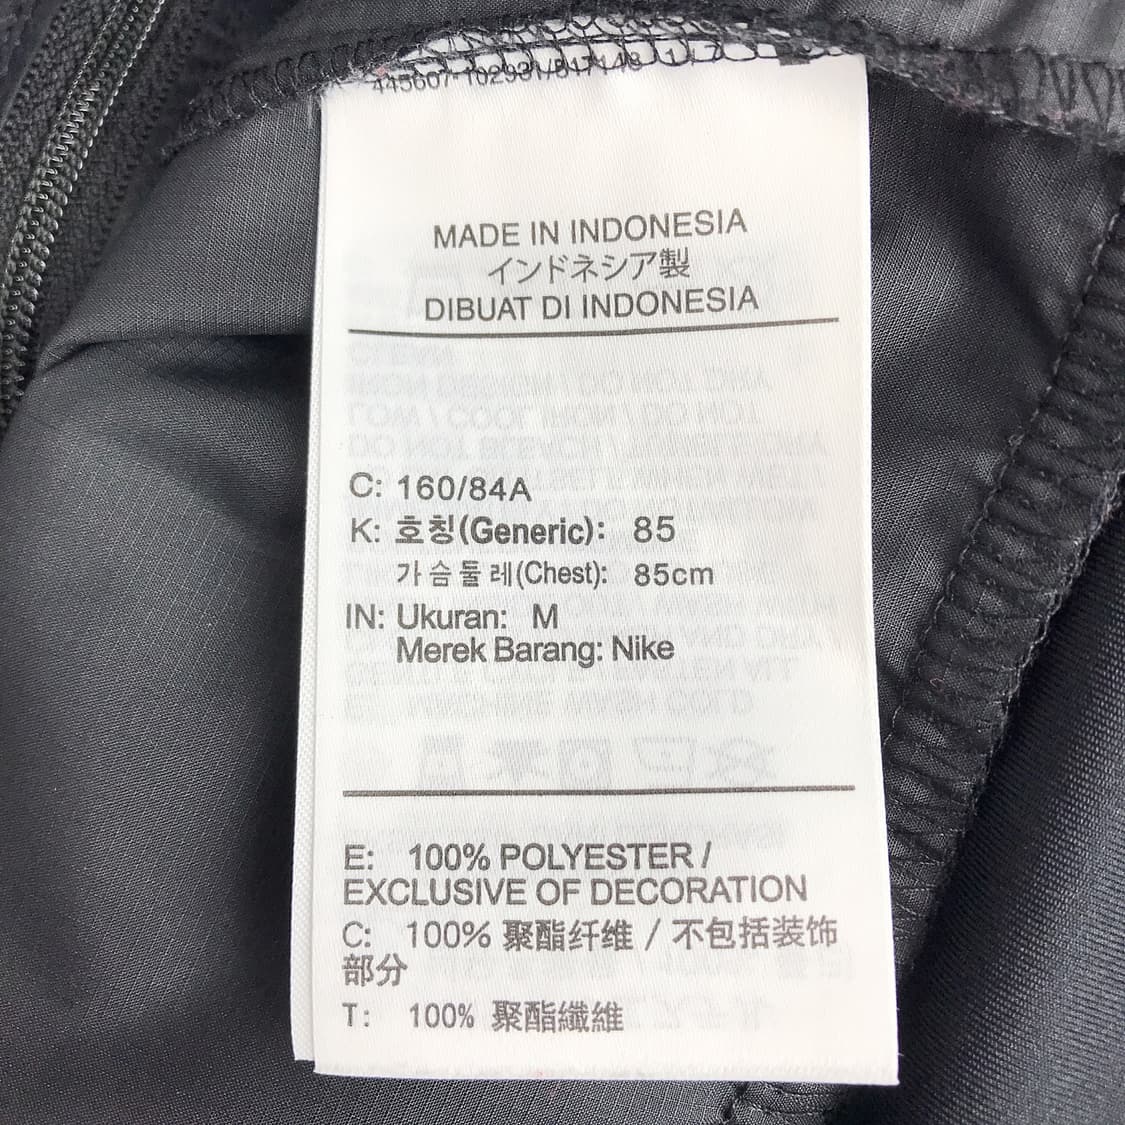 MADE IN INDONESIA
インドネシア製
DIBUAT DI INDONESIA
C: 160/84A
K: 호칭(Generic): 85
가슴둘레(Chest): 85cm
IN: Ukuran: M
Merek Barang: Nike
E: 100% POLYESTER /
EXCLUSIVE OF DECORATION
C: 100% 聚酯纤维 / 不包括装饰
部分
T: 100% 聚酯纖維